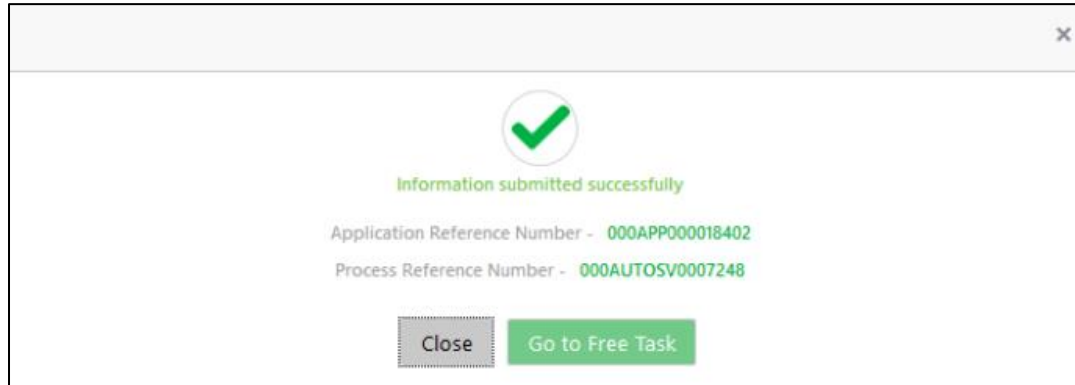 Information submitted successfully
Application Reference Number - 000APP000018402
Process Reference Number - 000AUTOSV0007248
Close Go to Free Task